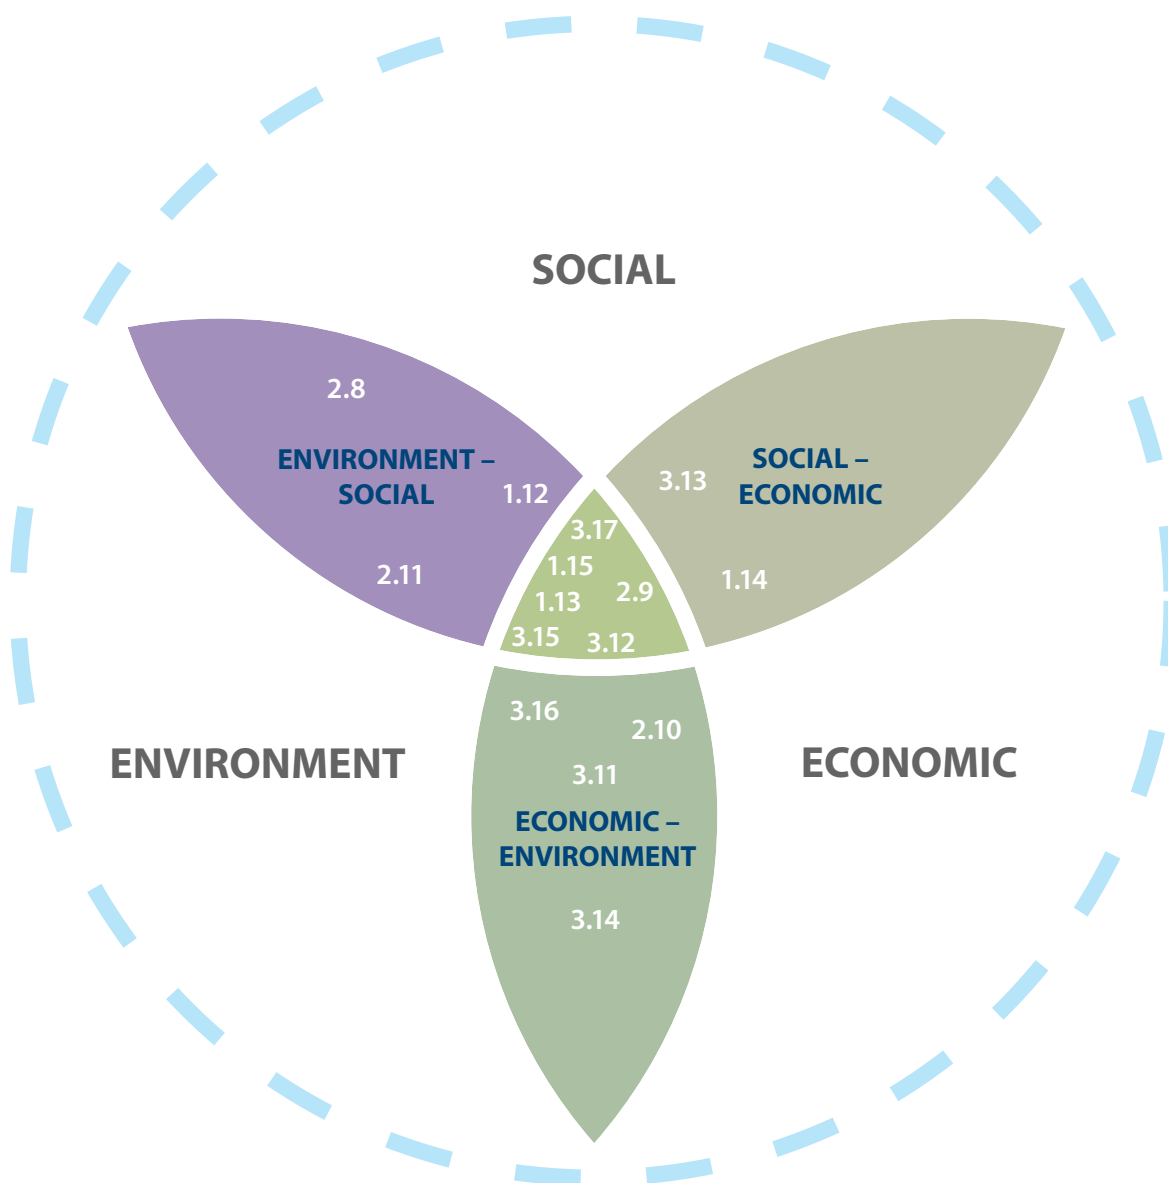 SOCIAL
2.8
ENVIRONMENT –
SOCIAL
1.12
2.11
SOCIAL –
ECONOMIC
3.13
1.14
3.17
1.15
2.9
1.13
3.15
3.12
ENVIRONMENT
ECONOMIC
3.16
2.10
3.11
ECONOMIC –
ENVIRONMENT
3.14